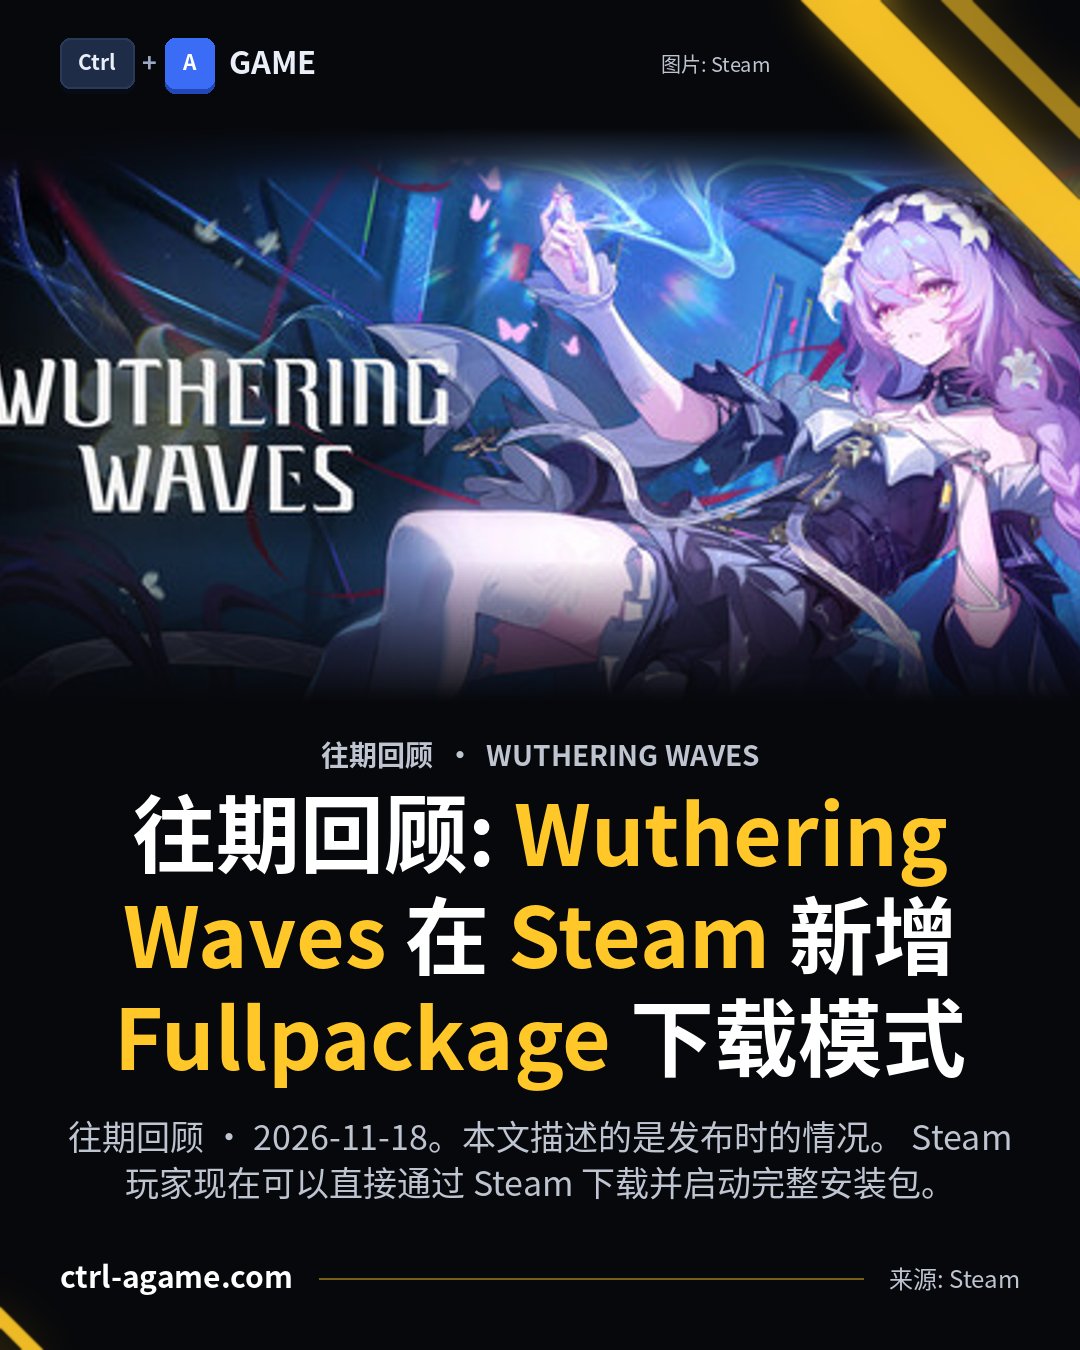 Ctrl + A GAME
图片: Steam
WUTHERING
WAVES
往期回顾 • WUTHERING WAVES
往期回顾: Wuthering
Waves 在 Steam 新增
Fullpackage 下载模式
往期回顾 • 2026-11-18。本文描述的是发布时的情况。 Steam
玩家现在可以直接通过 Steam 下载并启动完整安装包。
ctrl-agame.com
来源: Steam